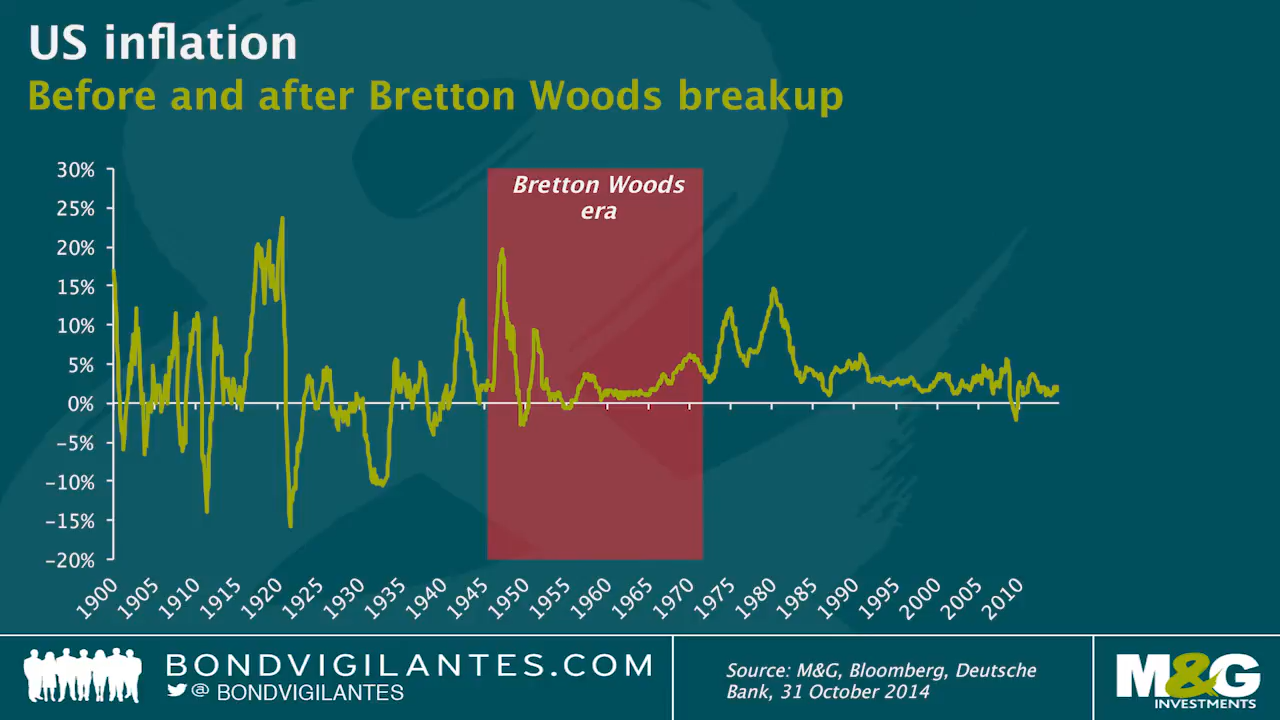 US inflation
Before and after Bretton Woods breakup
Bretton Woods
era
30%
25%
20%
15%
10%
5%
0%
−5%
−10%
−15%
−20%
1900 1905 1910 1915 1920 1925 1930 1935 1940 1945 1950 1955 1960 1965 1970 1975 1980 1985 1990 1995 2000 2005 2010
BONDVIGILANTES.COM
@ BONDVIGILANTES
Source: M&G, Bloomberg, Deutsche
Bank, 31 October 2014
M&G
INVESTMENTS